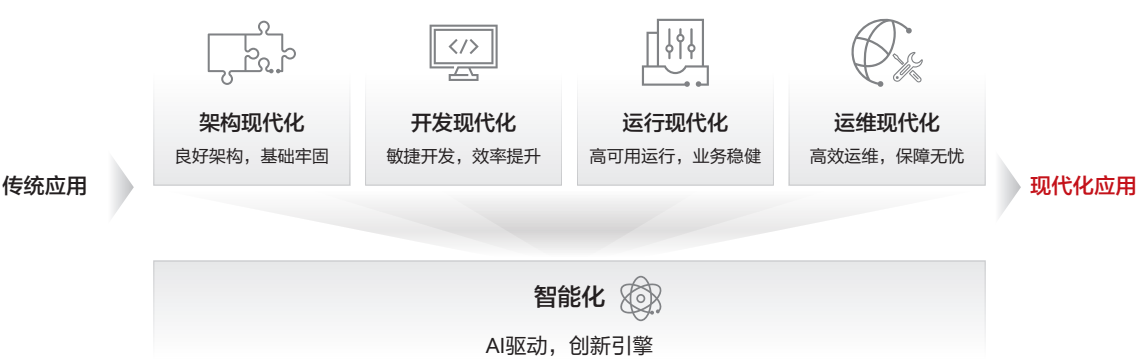 </>
架构现代化
良好架构，基础牢固
开发现代化
敏捷开发，效率提升
运行现代化
高可用运行，业务稳健
运维现代化
高效运维，保障无忧
传统应用
现代化应用
智能化
AI驱动，创新引擎